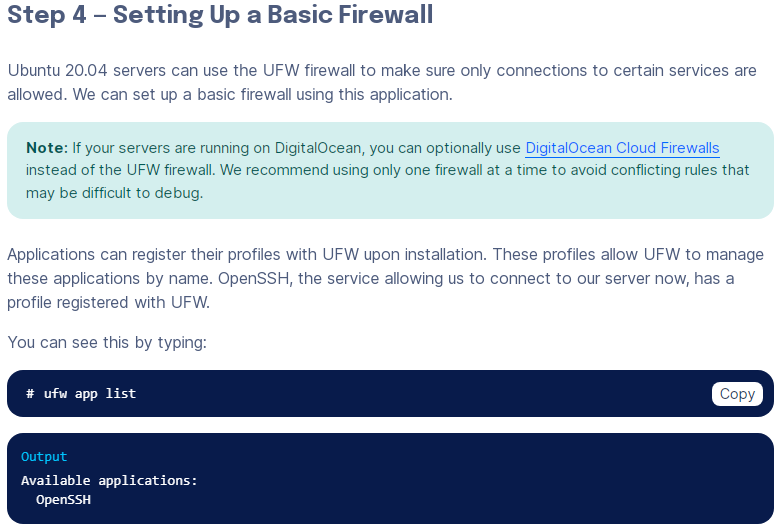 Step 4 — Setting Up a Basic Firewall
Ubuntu 20.04 servers can use the UFW firewall to make sure only connections to certain services are
allowed. We can set up a basic firewall using this application.
Note: If your servers are running on DigitalOcean, you can optionally use DigitalOcean Cloud Firewalls
instead of the UFW firewall. We recommend using only one firewall at a time to avoid conflicting rules that
may be difficult to debug.
Applications can register their profiles with UFW upon installation. These profiles allow UFW to manage
these applications by name. OpenSSH, the service allowing us to connect to our server now, has a
profile registered with UFW.
You can see this by typing:
# ufw app list
Copy
Output
Available applications:
  OpenSSH